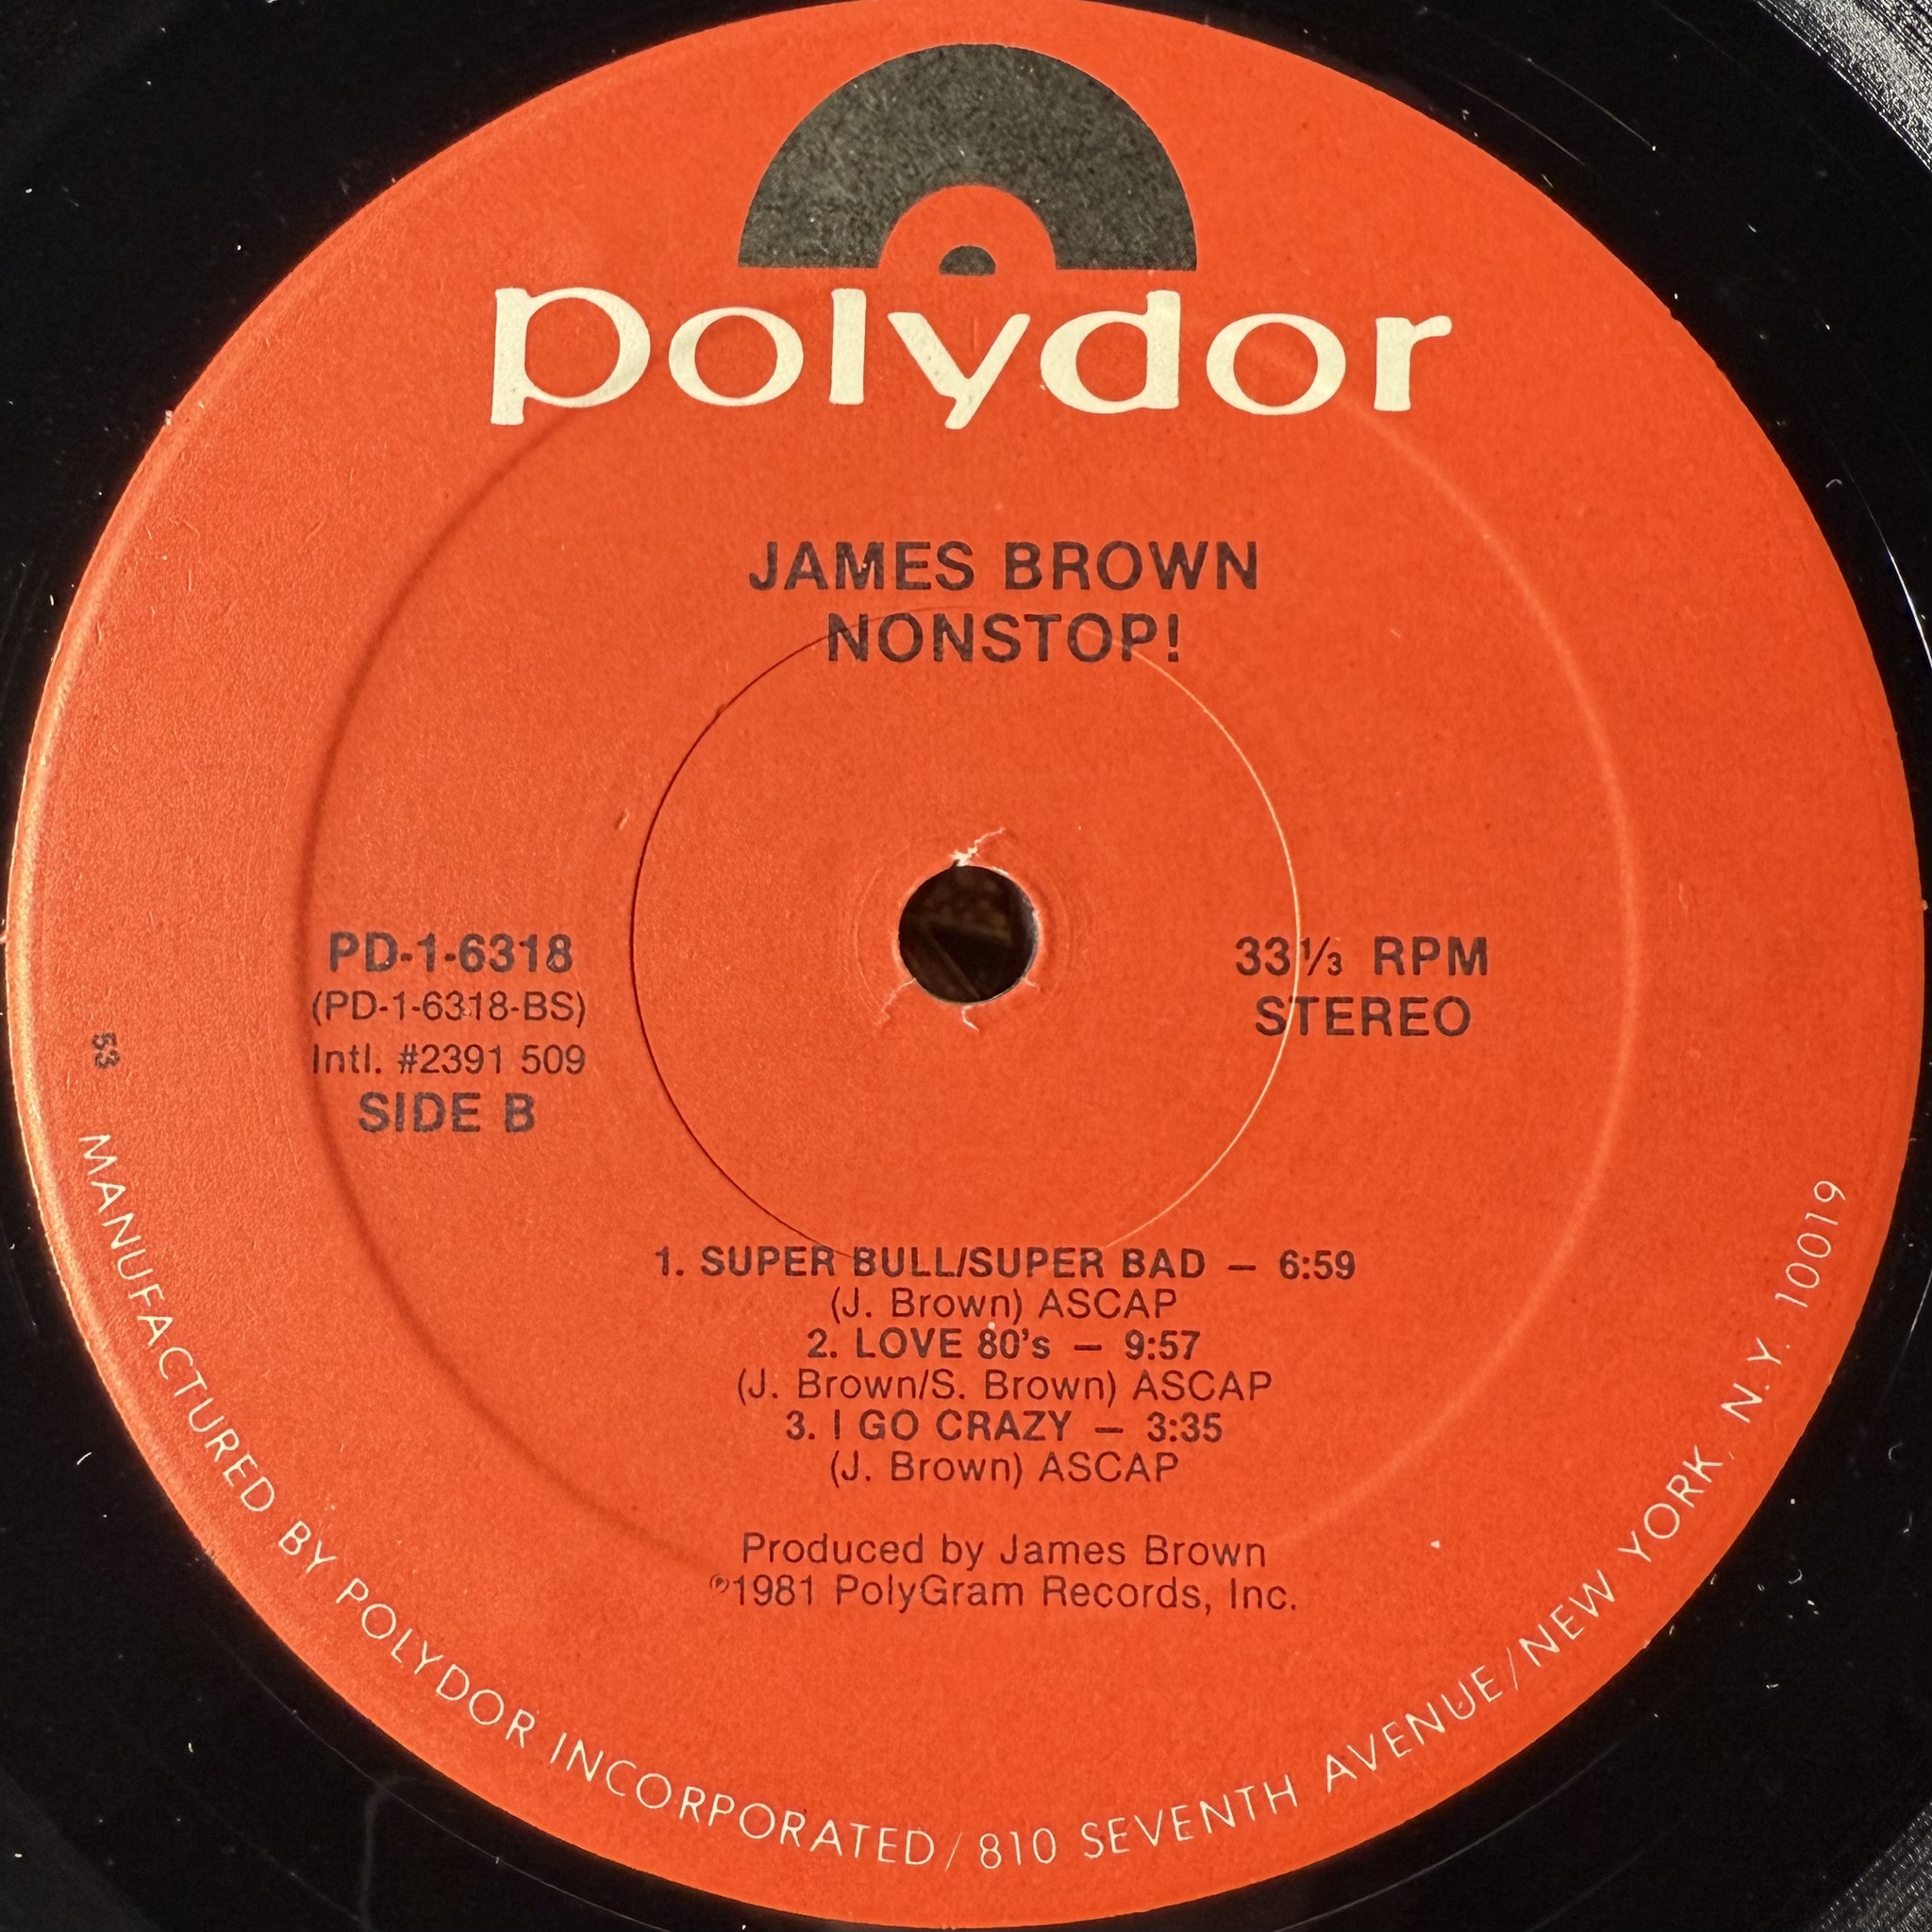 polydor
JAMES BROWN
NONSTOP!
PD-1-6318
(PD-1-6318-BS)
Intl. #2391 509
SIDE B
33⅓ RPM
STEREO
53
1. SUPER BULL/SUPER BAD — 6:59
(J. Brown) ASCAP
2. LOVE 80's — 9:57
(J. Brown/S. Brown) ASCAP
3. I GO CRAZY — 3:35
(J. Brown) ASCAP
Produced by James Brown
℗1981 PolyGram Records, Inc.
MANUFACTURED BY POLYDOR INCORPORATED/810 SEVENTH AVENUE/NEW YORK, N.Y. 10019